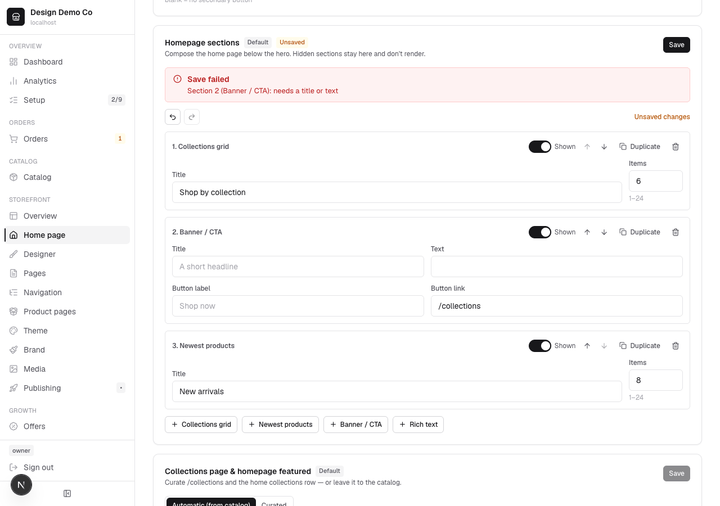 Design Demo Co
localhost
OVERVIEW
Dashboard
Analytics
Setup 2/9
ORDERS
Orders 1
CATALOG
Catalog
STOREFRONT
Overview
Home page
Designer
Pages
Navigation
Product pages
Theme
Brand
Media
Publishing
GROWTH
Offers
owner
Sign out
N
Homepage sections Default Unsaved
Save
Compose the home page below the hero. Hidden sections stay here and don't render.
Save failed
Section 2 (Banner / CTA): needs a title or text
Unsaved changes
1. Collections grid Shown Duplicate
Title Items
Shop by collection 6
1–24
2. Banner / CTA Shown Duplicate
Title Text
A short headline
Button label Button link
Shop now /collections
3. Newest products Shown Duplicate
Title Items
New arrivals 8
1–24
+ Collections grid + Newest products + Banner / CTA + Rich text
Collections page & homepage featured Default
Save
Curate /collections and the home collections row — or leave it to the catalog.
Automatic (from catalog) Curated